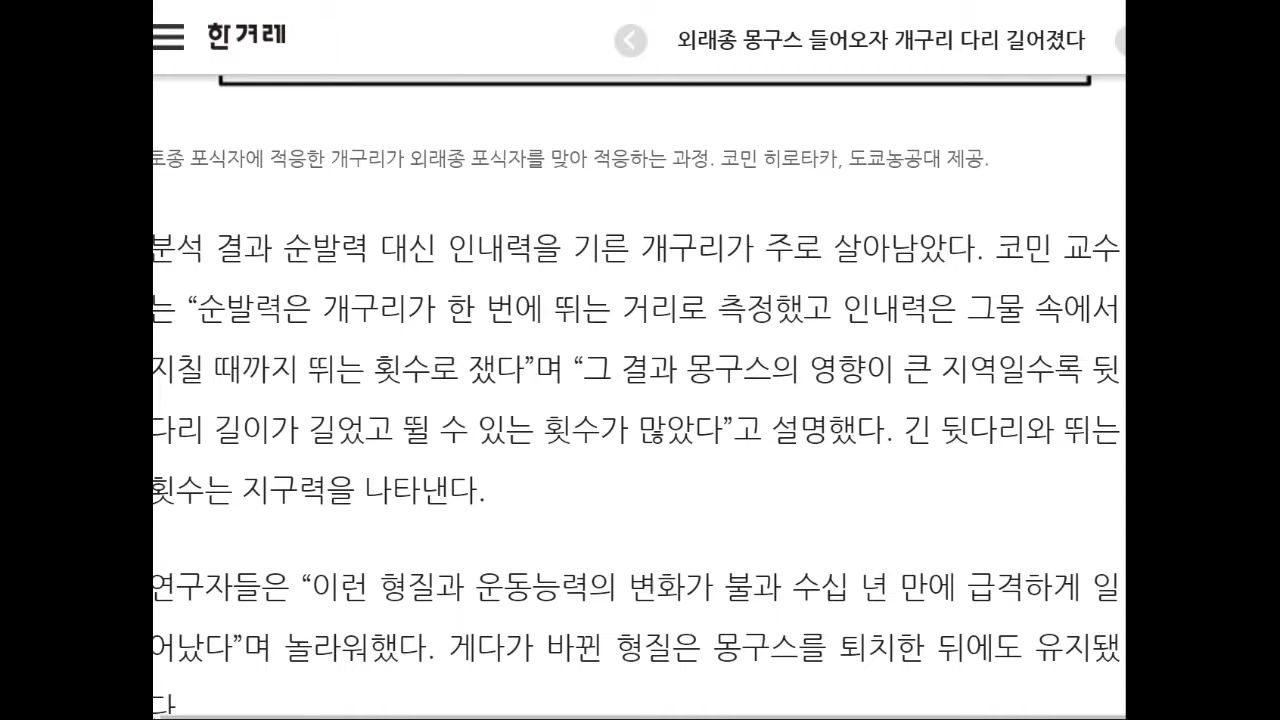 한겨레
외래종 몽구스 들어오자 개구리 다리 길어졌다
토종 포식자에 적응한 개구리가 외래종 포식자를 맞아 적응하는 과정. 코민 히로타카, 도쿄농공대 제공.
분석 결과 순발력 대신 인내력을 기른 개구리가 주로 살아남았다. 코민 교수
는 “순발력은 개구리가 한 번에 뛰는 거리로 측정했고 인내력은 그물 속에서
지칠 때까지 뛰는 횟수로 쟀다”며 “그 결과 몽구스의 영향이 큰 지역일수록 뒷
다리 길이가 길었고 뛸 수 있는 횟수가 많았다”고 설명했다. 긴 뒷다리와 뛰는
횟수는 지구력을 나타낸다.
연구자들은 “이런 형질과 운동능력의 변화가 불과 수십 년 만에 급격하게 일
어났다”며 놀라워했다. 게다가 바뀐 형질은 몽구스를 퇴치한 뒤에도 유지됐
다